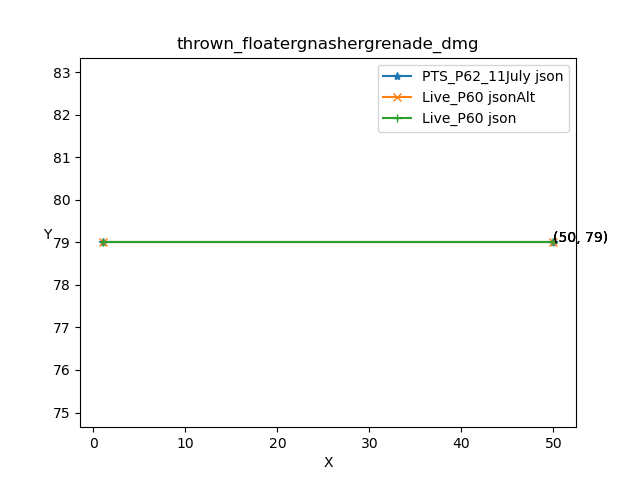 thrown_floatergnashergrenade_dmg
PTS_P62_11July json
Live_P60 jsonAlt
Live_P60 json
83
82
81
80
79
78
77
76
75
Y
(50, 79)
0 10 20 30 40 50
X